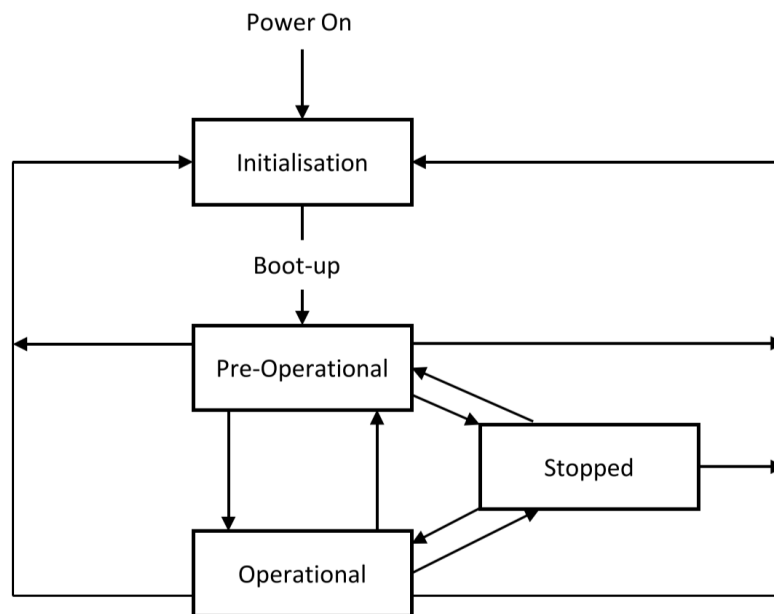 Power On
Initialisation
Boot-up
Pre-Operational
Stopped
Operational